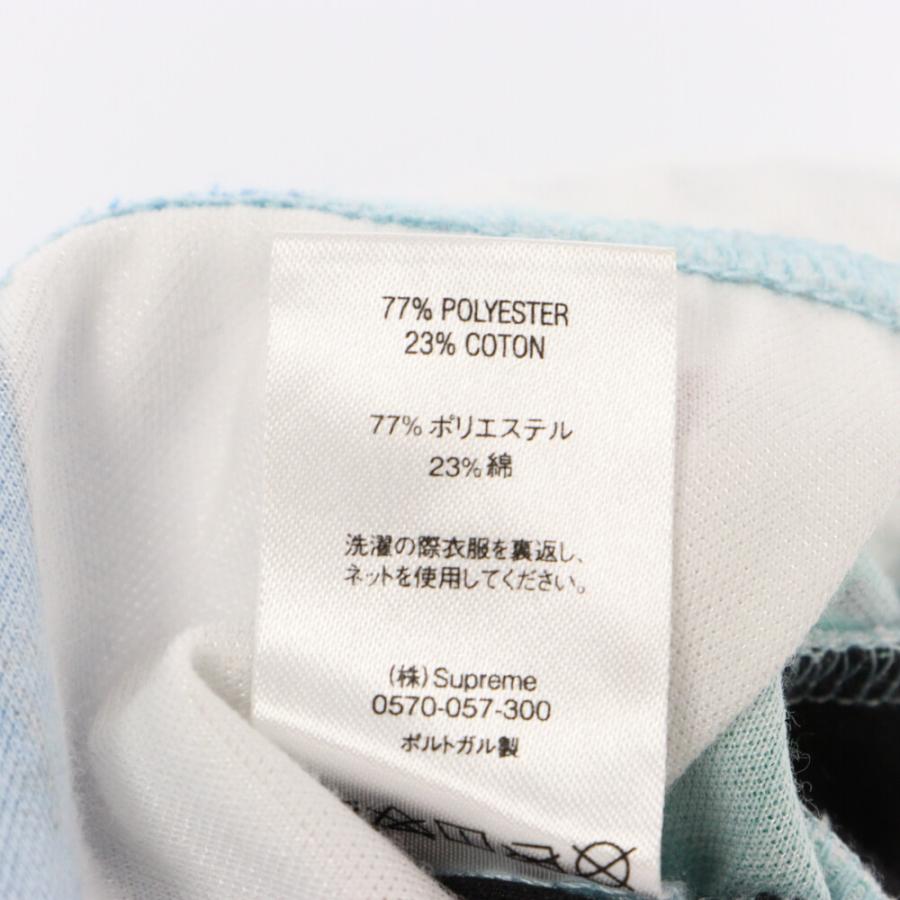 77% POLYESTER
23% COTON
77% ポリエステル
23% 綿
洗濯の際衣服を裏返し、
ネットを使用してください。
(株) Supreme
0570-057-300
ポルトガル製